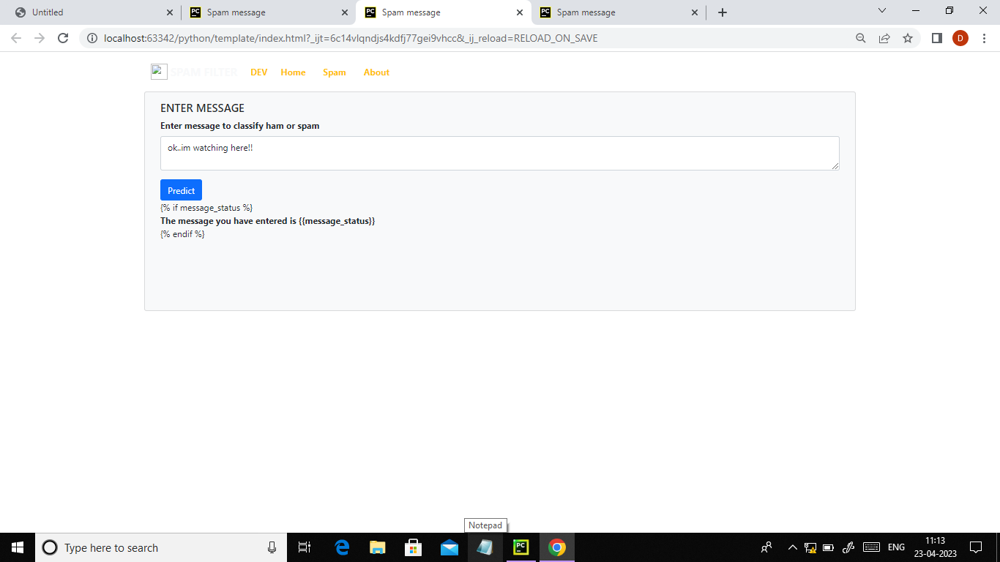 Untitled
Spam message
Spam message
Spam message
localhost:63342/python/template/index.html?_ijt=6c14vlqndjs4kdfj77gei9vhcc&_ij_reload=RELOAD_ON_SAVE
D
SPAM FILTER DEV Home Spam About
ENTER MESSAGE
Enter message to classify ham or spam
ok..im watching here!!
Predict
{% if message_status %}
The message you have entered is {{message_status}}
{% endif %}
Notepad
Type here to search
PC
ENG
11:13
23-04-2023